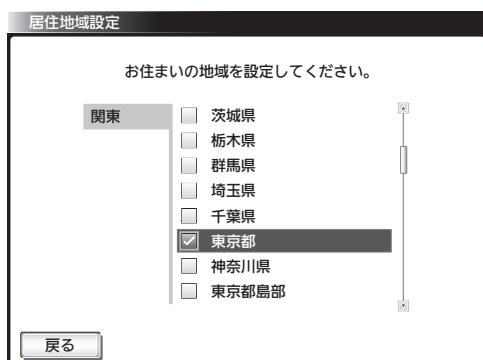 居住地域設定
お住まいの地域を設定してください。
関東
茨城県
栃木県
群馬県
埼玉県
千葉県
東京都
神奈川県
東京都島部
戻る